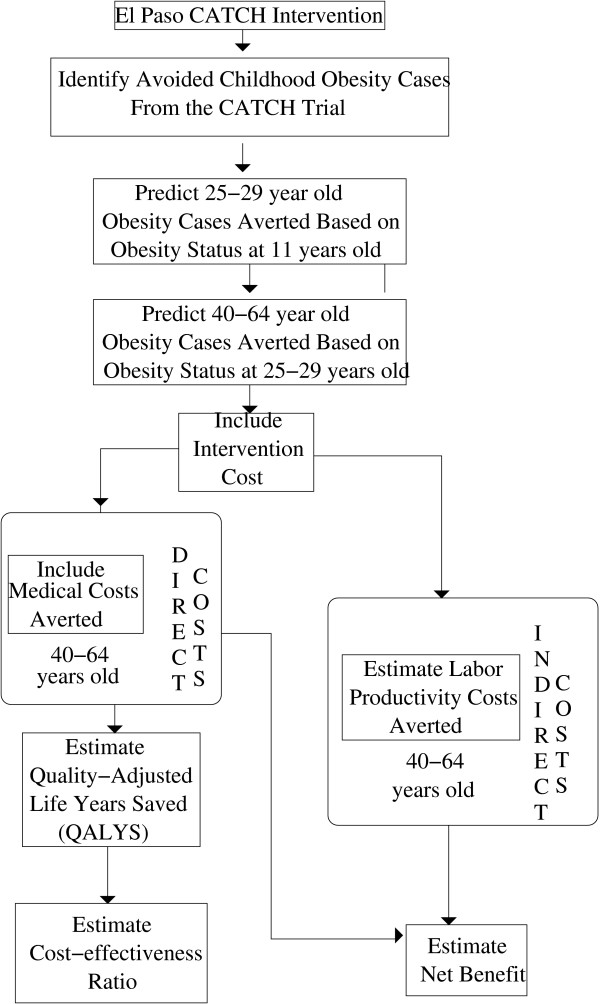 El Paso CATCH Intervention
Identify Avoided Childhood Obesity Cases
From the CATCH Trial
Predict 25−29 year old
Obesity Cases Averted Based on
Obesity Status at 11 years old
Predict 40−64 year old
Obesity Cases Averted Based on
Obesity Status at 25−29 years old
Include
Intervention
Cost
Include
Medical Costs
Averted
40−64
years old
DIRECT
COSTS
Estimate Labor
Productivity Costs
Averted
40−64
years old
INDIRECT
COSTS
Estimate
Quality−Adjusted
Life Years Saved
(QALYS)
Estimate
Cost−effectiveness
Ratio
Estimate
Net Benefit